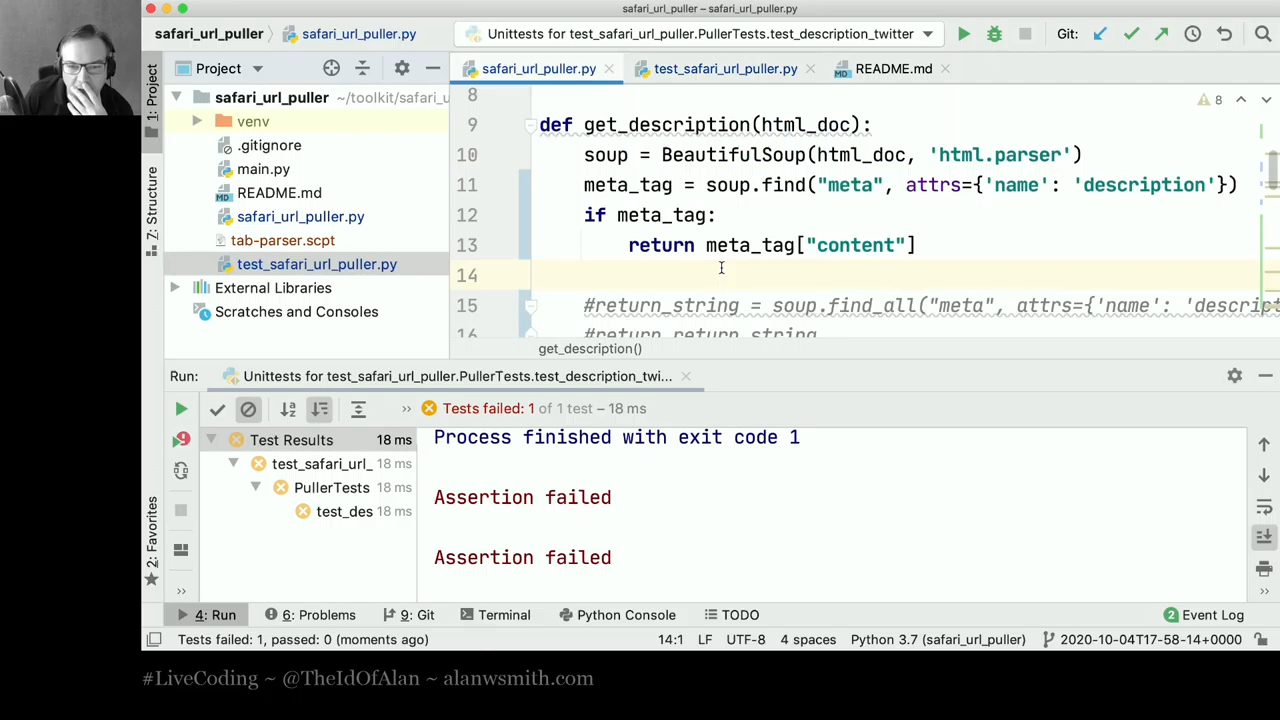 safari_url_puller – safari_url_puller.py
safari_url_puller
safari_url_puller.py
Unittests for test_safari_url_puller.PullerTests.test_description_twitter
Git:
1: Project
7: Structure
2: Favorites
Project
safari_url_puller ~/toolkit/safari_u
venv
.gitignore
main.py
README.md
safari_url_puller.py
tab-parser.scpt
test_safari_url_puller.py
External Libraries
Scratches and Consoles
safari_url_puller.py
test_safari_url_puller.py
README.md
8
8
9 def get_description(html_doc):
10 soup = BeautifulSoup(html_doc, 'html.parser')
11 meta_tag = soup.find("meta", attrs={'name': 'description'})
12 if meta_tag:
13 return meta_tag["content"]
14
15 #return_string = soup.find_all("meta", attrs={'name': 'descript
16 #return return_string
get_description()
Run: Unittests for test_safari_url_puller.PullerTests.test_description_twi...
Tests failed: 1 of 1 test – 18 ms
Test Results 18 ms
test_safari_url_ 18 ms
PullerTests 18 ms
test_des 18 ms
Process finished with exit code 1
Assertion failed
Assertion failed
4: Run
6: Problems
9: Git
Terminal
Python Console
TODO
2 Event Log
Tests failed: 1, passed: 0 (moments ago)
14:1 LF UTF-8 4 spaces Python 3.7 (safari_url_puller) 2020-10-04T17-58-14+0000
#LiveCoding ~ @TheIdOfAlan ~ alanwsmith.com